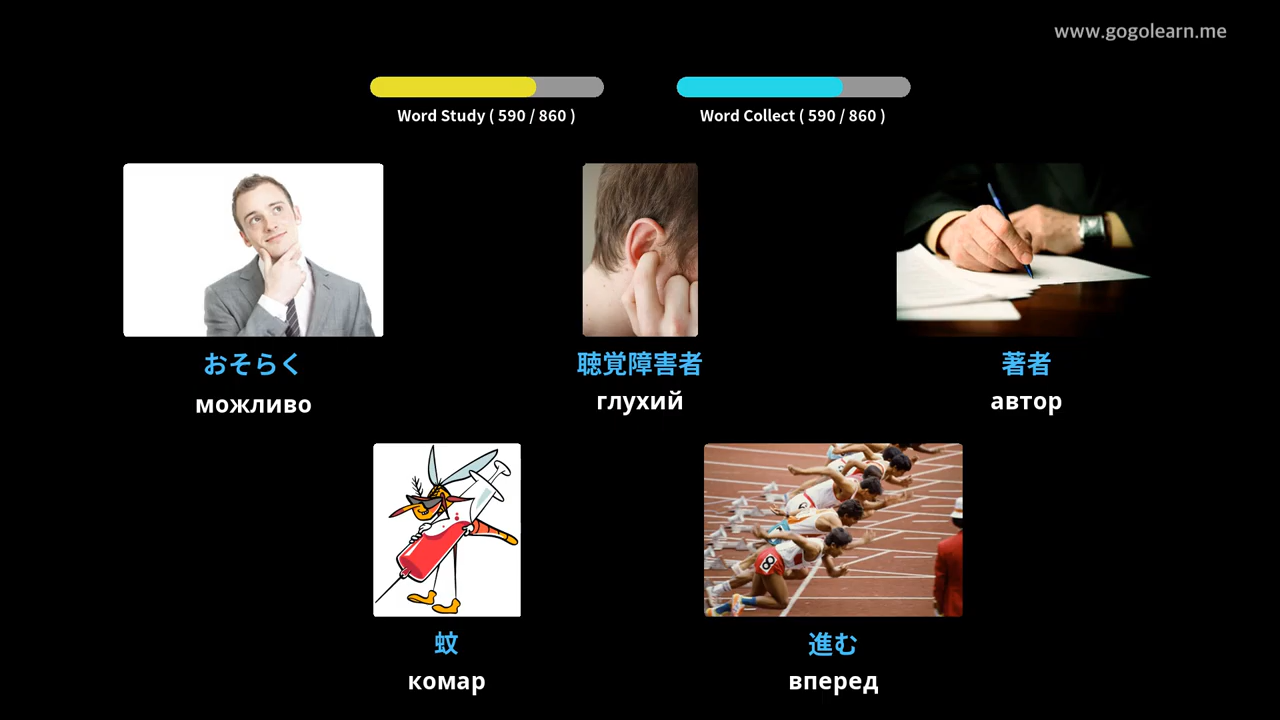 www.gogolearn.me
Word Study ( 590 / 860 )
Word Collect ( 590 / 860 )
おそらく
можливо
聴覚障害者
глухий
著者
автор
蚊
комар
進む
вперед